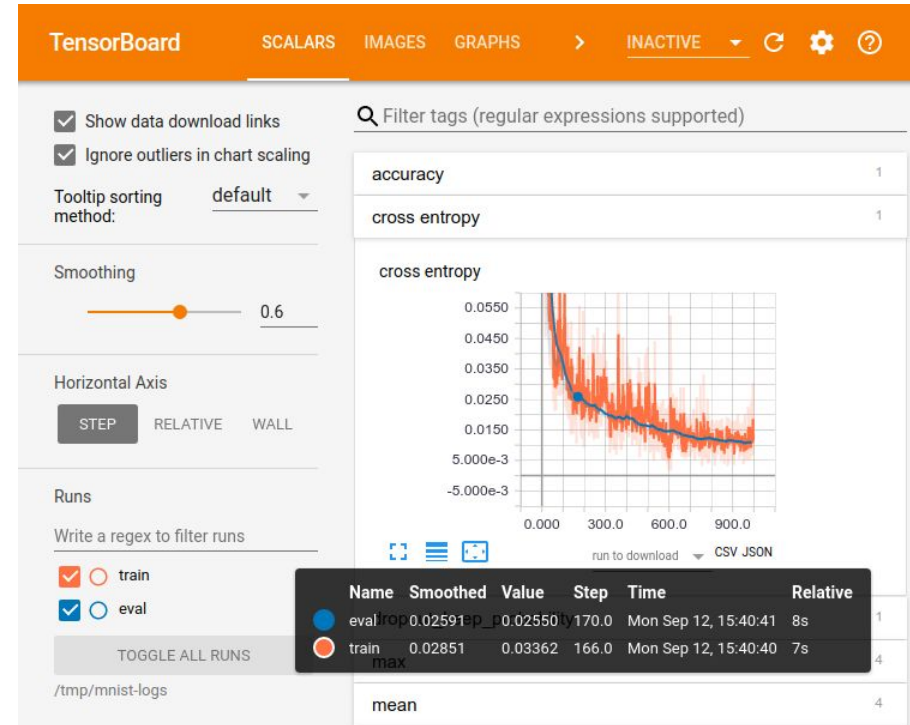 TensorBoard SCALARS IMAGES GRAPHS INACTIVE
Show data download links
Ignore outliers in chart scaling
Tooltip sorting method: default
Smoothing
0.6
Horizontal Axis
STEP RELATIVE WALL
Runs
Write a regex to filter runs
train
eval
TOGGLE ALL RUNS
/tmp/mnist-logs
Filter tags (regular expressions supported)
accuracy 1
cross entropy 1
cross entropy
0.0550
0.0450
0.0350
0.0250
0.0150
5.000e-3
-5.000e-3
0.000 300.0 600.0 900.0
run to download CSV JSON
Name Smoothed Value Step Time Relative
eval 0.02591 0.02550 170.0 Mon Sep 12, 15:40:41 8s
train 0.02851 0.03362 166.0 Mon Sep 12, 15:40:40 7s
1
max 4
mean 4